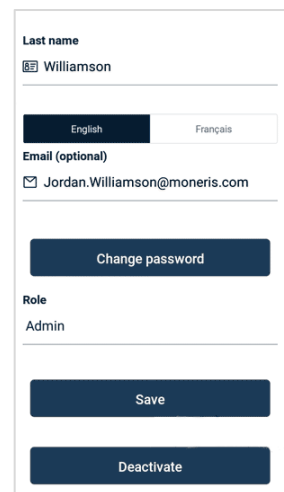 Last name
Williamson
English Français
Email (optional)
Jordan.Williamson@moneris.com
Change password
Role
Admin
Save
Deactivate